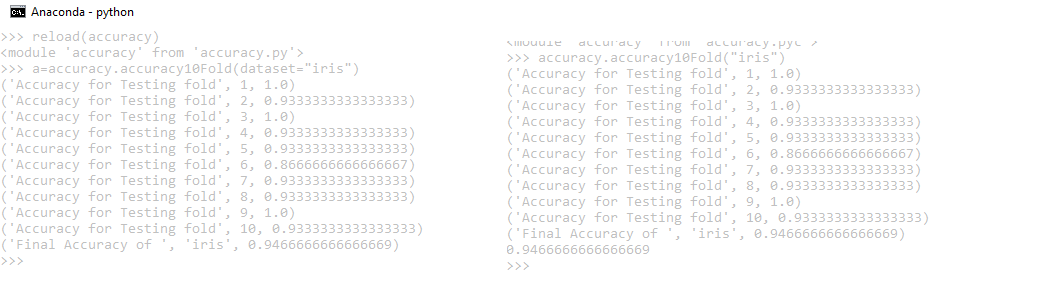 Anaconda - python
>>> reload(accuracy)
<module 'accuracy' from 'accuracy.py'>
>>> a=accuracy.accuracy10Fold(dataset="iris")
('Accuracy for Testing fold', 1, 1.0)
('Accuracy for Testing fold', 2, 0.9333333333333333)
('Accuracy for Testing fold', 3, 1.0)
('Accuracy for Testing fold', 4, 0.9333333333333333)
('Accuracy for Testing fold', 5, 0.9333333333333333)
('Accuracy for Testing fold', 6, 0.8666666666666667)
('Accuracy for Testing fold', 7, 0.9333333333333333)
('Accuracy for Testing fold', 8, 0.9333333333333333)
('Accuracy for Testing fold', 9, 1.0)
('Accuracy for Testing fold', 10, 0.9333333333333333)
('Final Accuracy of ', 'iris', 0.9466666666666669)
>>>
<module 'accuracy' from 'accuracy.pyc'>
>>> accuracy.accuracy10Fold("iris")
('Accuracy for Testing fold', 1, 1.0)
('Accuracy for Testing fold', 2, 0.9333333333333333)
('Accuracy for Testing fold', 3, 1.0)
('Accuracy for Testing fold', 4, 0.9333333333333333)
('Accuracy for Testing fold', 5, 0.9333333333333333)
('Accuracy for Testing fold', 6, 0.8666666666666667)
('Accuracy for Testing fold', 7, 0.9333333333333333)
('Accuracy for Testing fold', 8, 0.9333333333333333)
('Accuracy for Testing fold', 9, 1.0)
('Accuracy for Testing fold', 10, 0.9333333333333333)
('Final Accuracy of ', 'iris', 0.9466666666666669)
0.9466666666666669
>>>